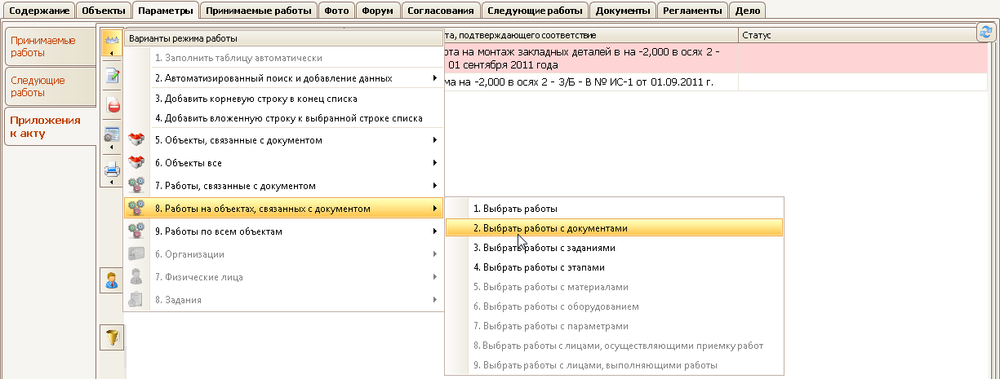 Содержание Объекты Параметры Принимаемые работы Фото Форум Согласования Следующие работы Документы Регламенты Дело
Принимаемые
работы
Следующие
работы
Приложения
к акту
Варианты режима работы
1. Заполнить таблицу автоматически
2. Автоматизированный поиск и добавление данных
3. Добавить корневую строку в конец списка
4. Добавить вложенную строку к выбранной строке списка
5. Объекты, связанные с документом
6. Объекты все
7. Работы, связанные с документом
8. Работы на объектах, связанных с документом
9. Работы по всем объектам
6. Организации
7. Физические лица
8. Задания
та, подтверждающего соответствие Статус
ота на монтаж закладных деталей в на -2,000 в осях 2 -
01 сентября 2011 года
ма на -2,000 в осях 2 - 3/Б - В № ИС-1 от 01.09.2011 г.
1. Выбрать работы
2. Выбрать работы с документами
3. Выбрать работы с заданиями
4. Выбрать работы с этапами
5. Выбрать работы с материалами
6. Выбрать работы с оборудованием
7. Выбрать работы с параметрами
8. Выбрать работы с лицами, осуществляющими приемку работ
9. Выбрать работы с лицами, выполняющими работы